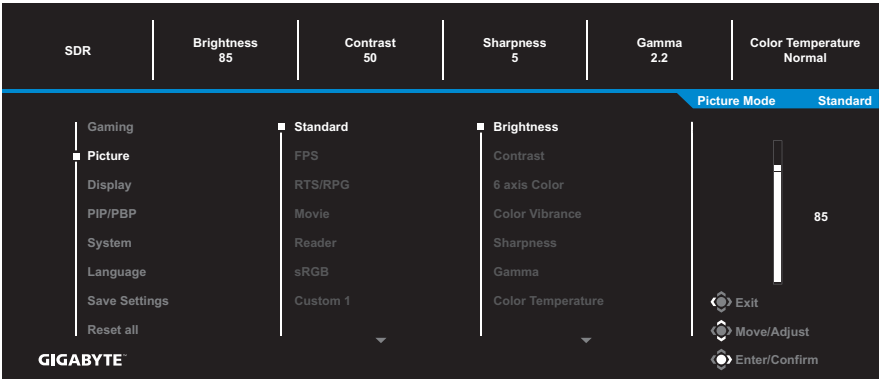 SDR
Brightness
85
Contrast
50
Sharpness
5
Gamma
2.2
Color Temperature
Normal
Picture Mode Standard
Gaming
Picture
Display
PIP/PBP
System
Language
Save Settings
Reset all
Standard
FPS
RTS/RPG
Movie
Reader
sRGB
Custom 1
Brightness
Contrast
6 axis Color
Color Vibrance
Sharpness
Gamma
Color Temperature
85
Exit
Move/Adjust
Enter/Confirm
GIGABYTE™